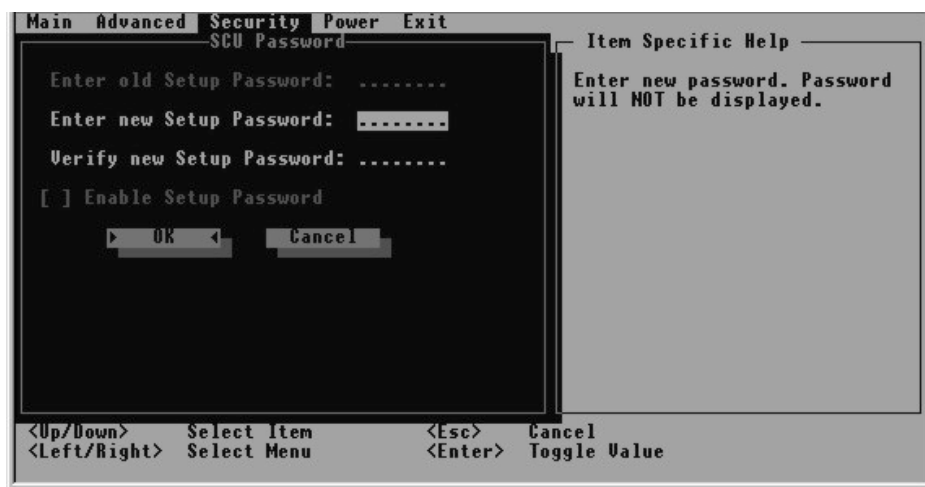 Main Advanced Security Power Exit
SCU Password
Enter old Setup Password: ........
Enter new Setup Password: ........
Verify new Setup Password: ........
[ ] Enable Setup Password
OK Cancel
Item Specific Help
Enter new password. Password
will NOT be displayed.
<Up/Down> Select Item <Esc> Cancel
<Left/Right> Select Menu <Enter> Toggle Value